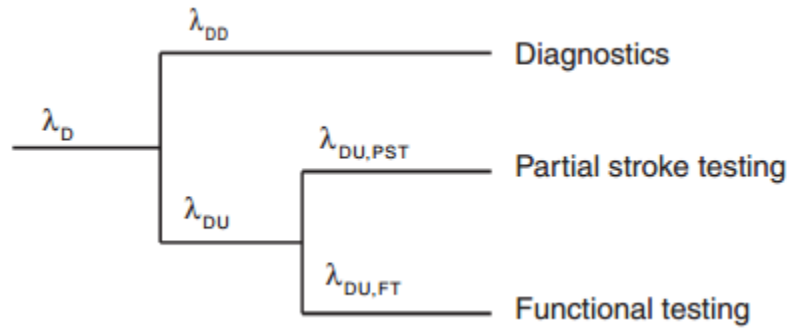 λDD
Diagnostics
λD
λDU,PST
Partial stroke testing
λDU
λDU,FT
Functional testing